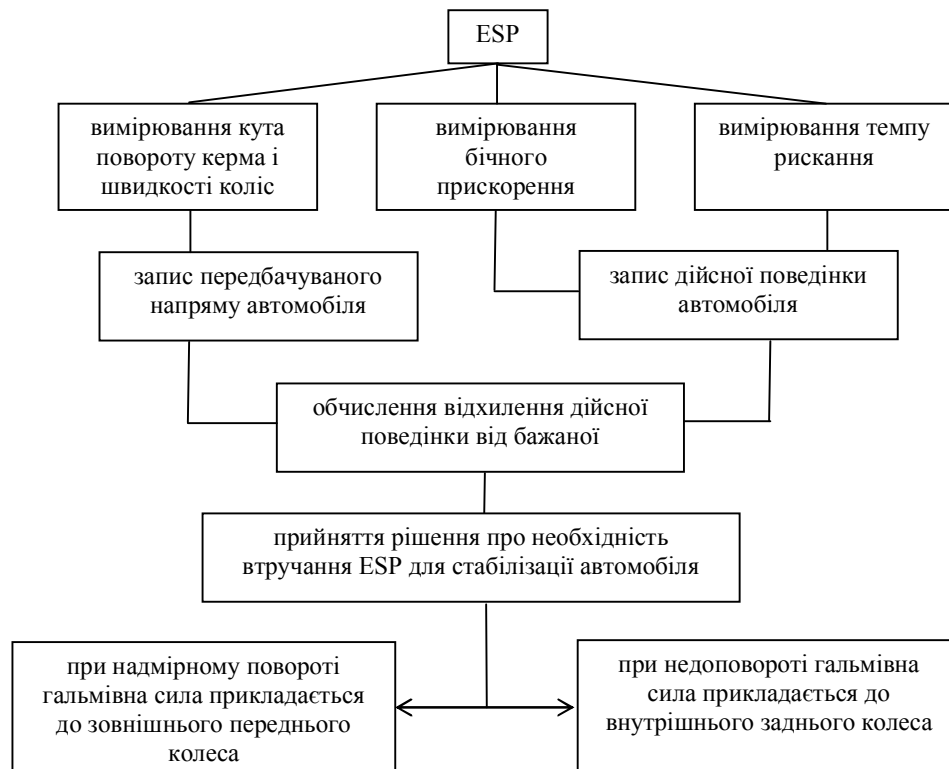 ESP
вимірювання кута
повороту керма і
швидкості коліс
вимірювання
бічного
прискорення
вимірювання темпу
рискання
запис передбачуваного
напряму автомобіля
запис дійсної поведінки
автомобіля
обчислення відхилення дійсної
поведінки від бажаної
прийняття рішення про необхідність
втручання ESP для стабілізації автомобіля
при надмірному повороті
гальмівна сила прикладається
до зовнішнього переднього
колеса
при недоповороті гальмівна
сила прикладається до
внутрішнього заднього колеса